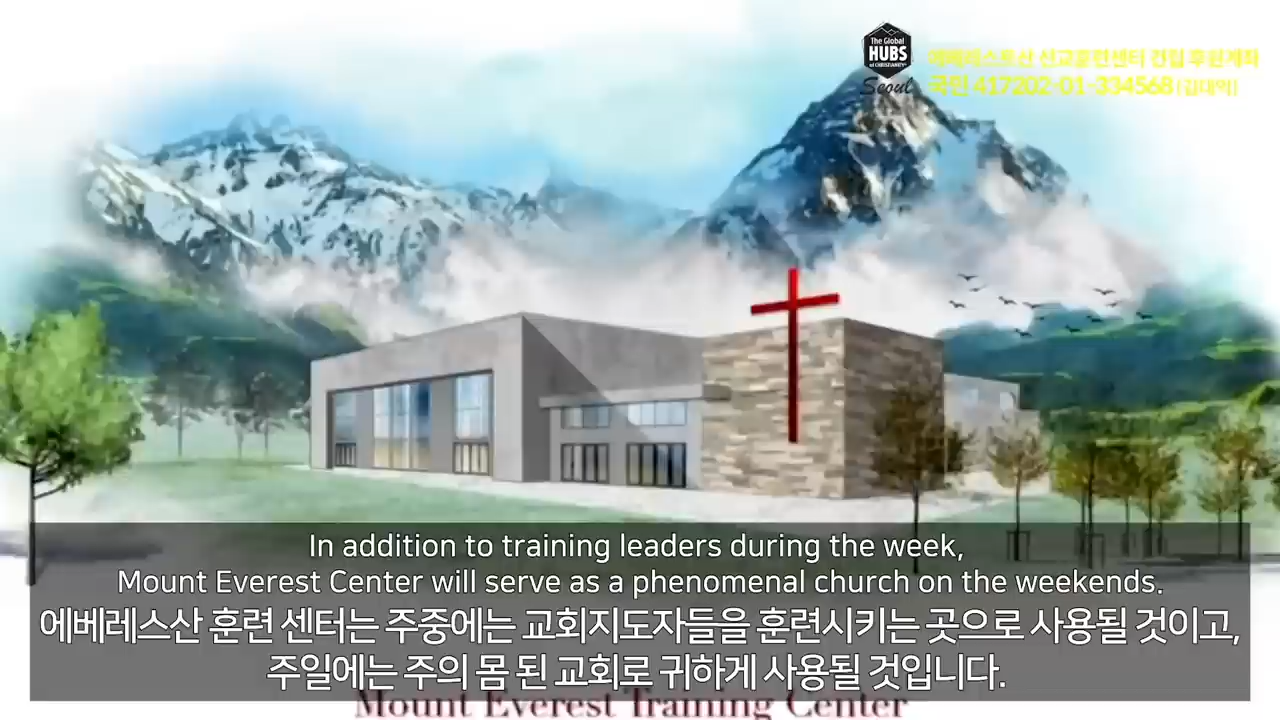 The Global
HUBS
of CHRISTIANITY
Seoul
에베레스트산 선교훈련센터 건립 후원계좌
국민 417202-01-334568 (김대덕)
In addition to training leaders during the week,
Mount Everest Center will serve as a phenomenal church on the weekends.
에베레스산 훈련 센터는 주중에는 교회지도자들을 훈련시키는 곳으로 사용될 것이고,
주일에는 주의 몸 된 교회로 귀하게 사용될 것입니다.
Mount Everest Training Center